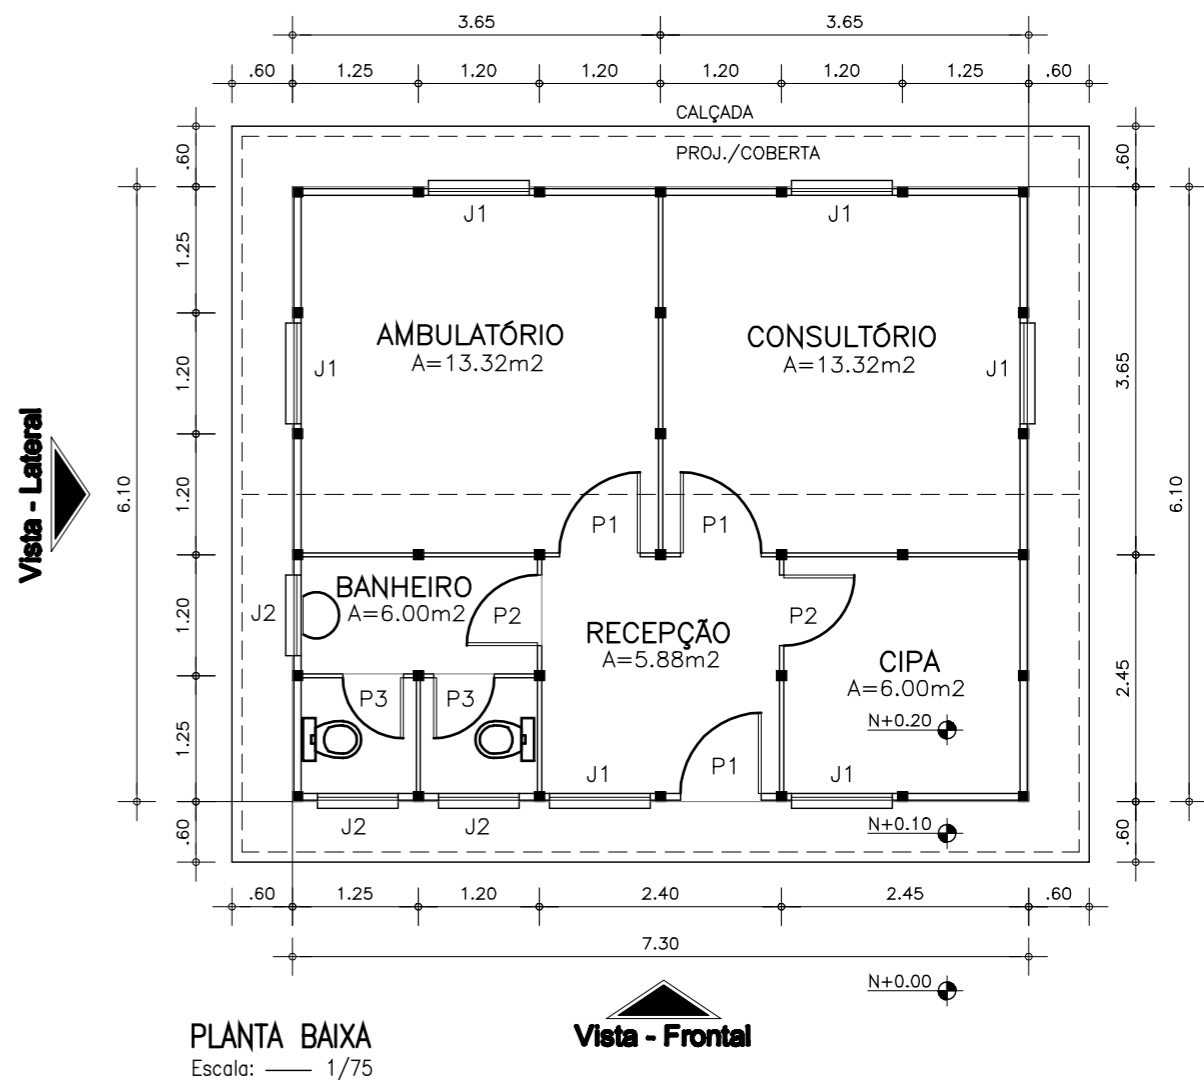 3.65 3.65
.60 1.25 1.20 1.20 1.20 1.20 1.25 .60
CALÇADA
PROJ./COBERTA
.60
.60
J1 J1
1.25
AMBULATÓRIO
A=13.32m2
CONSULTÓRIO
A=13.32m2
J1
J1
1.20
3.65
Vista - Lateral
6.10
6.10
1.20
P1 P1
BANHEIRO
A=6.00m2
J2
1.20
P2
P2
RECEPÇÃO
A=5.88m2
CIPA
A=6.00m2
2.45
P3 P3
N+0.20
1.25
P1
J1
J1
J2 J2
N+0.10
.60
.60
.60 1.25 1.20 2.40 2.45 .60
7.30
N+0.00
Vista - Frontal
PLANTA BAIXA
Escala: 1/75